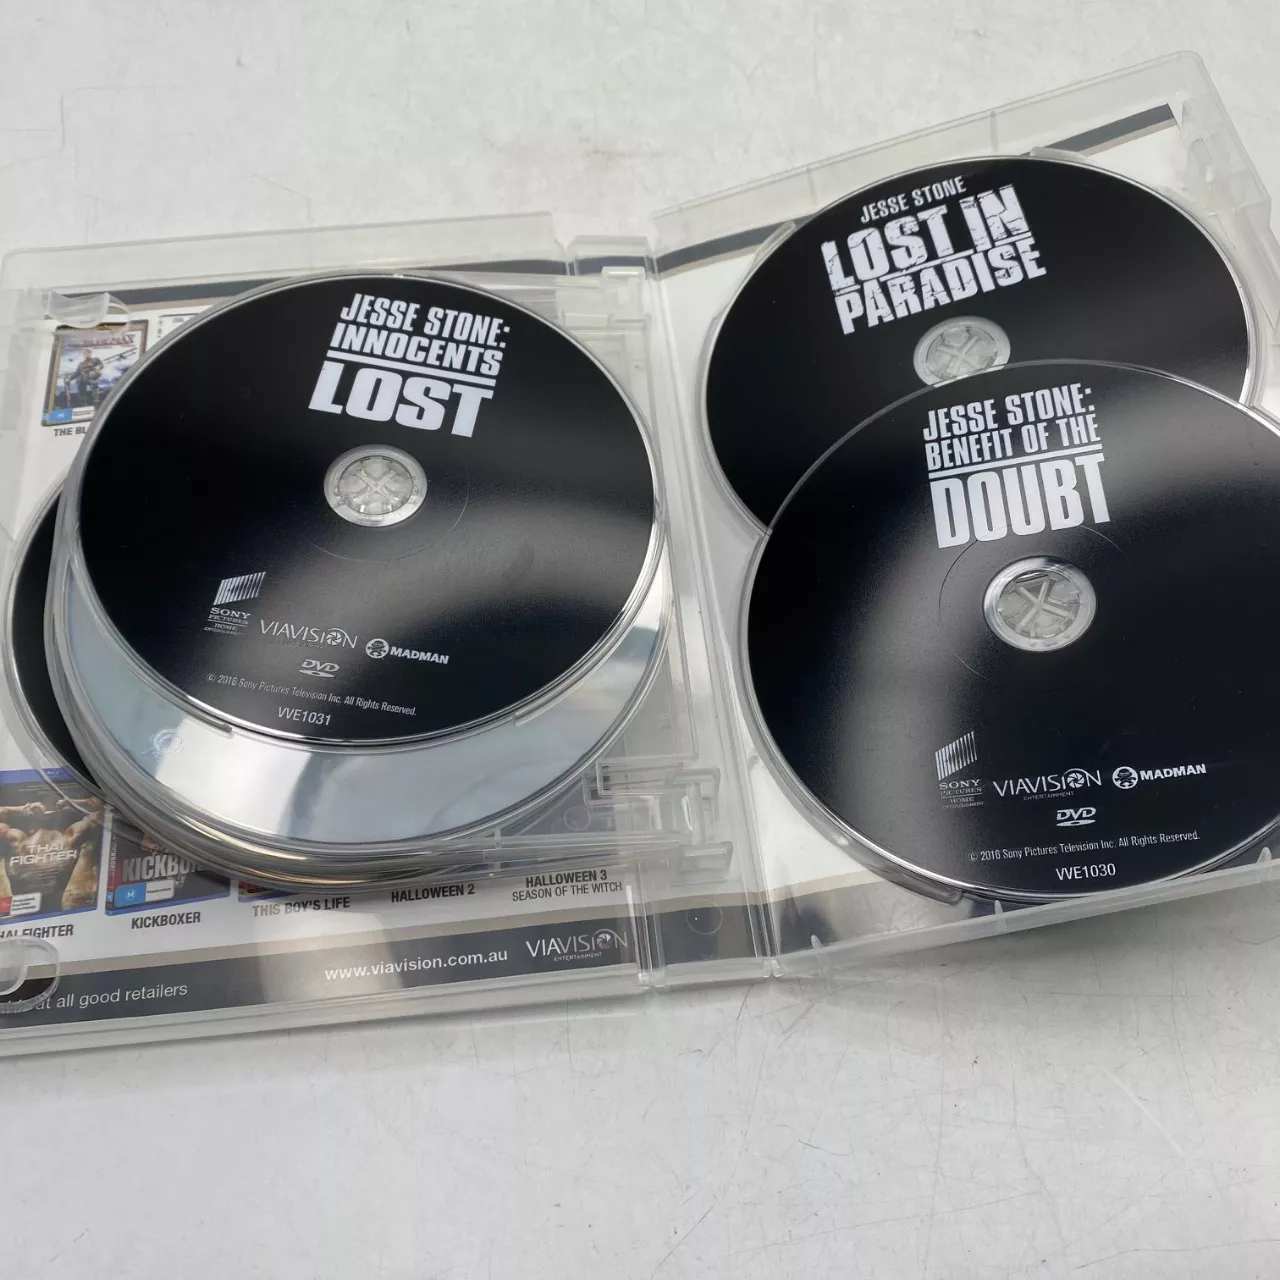 JESSE STONE:
INNOCENTS
LOST
SONY
PICTURES
HOME
ENTERTAINMENT
VIAVISION
MADMAN
DVD
© 2016 Sony Pictures Television Inc. All Rights Reserved.
VVE1031
JESSE STONE
LOST IN
PARADISE
JESSE STONE:
BENEFIT OF THE
DOUBT
SONY
PICTURES
HOME
ENTERTAINMENT
VIAVISION
ENTERTAINMENT
MADMAN
DVD
© 2016 Sony Pictures Television Inc. All Rights Reserved.
VVE1030
THE
THAI
FIGHTER
KICKBOXER
THIS BOY'S LIFE
HALLOWEEN 2
HALLOWEEN 3
SEASON OF THE WITCH
www.viavision.com.au
VIAVISION
ENTERTAINMENT
at all good retailers